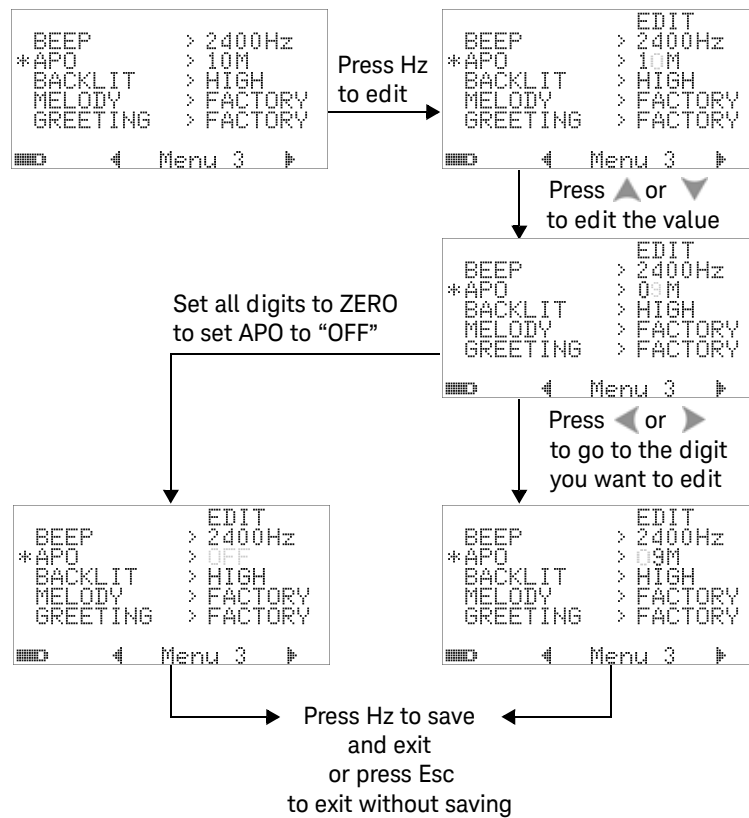 BEEP > 2400Hz
*APO > 10M
BACKLIT > HIGH
MELODY > FACTORY
GREETING > FACTORY
Menu 3
Press Hz
to edit
EDIT
BEEP > 2400Hz
*APO > 10M
BACKLIT > HIGH
MELODY > FACTORY
GREETING > FACTORY
Menu 3
Press or
to edit the value
EDIT
BEEP > 2400Hz
*APO > 09M
BACKLIT > HIGH
MELODY > FACTORY
GREETING > FACTORY
Menu 3
Set all digits to ZERO
to set APO to “OFF”
Press or
to go to the digit
you want to edit
EDIT
BEEP > 2400Hz
*APO > OFF
BACKLIT > HIGH
MELODY > FACTORY
GREETING > FACTORY
Menu 3
EDIT
BEEP > 2400Hz
*APO > 09M
BACKLIT > HIGH
MELODY > FACTORY
GREETING > FACTORY
Menu 3
Press Hz to save
and exit
or press Esc
to exit without saving